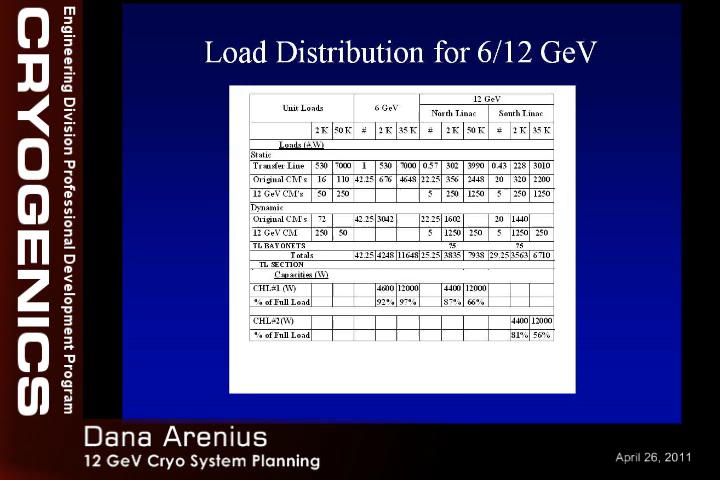 CRYOGENICS
Engineering Division Professional Development Program
Load Distribution for 6/12 GeV
Unit Loads 6 GeV 12 GeV
North Linac South Linac
2 K 50 K # 2 K 35 K # 2 K 50 K # 2 K 35 K
Loads (#,W)
Static
Transfer Line 530 7000 1 530 7000 0.57 302 3990 0.43 228 3010
Original CM's 16 110 42.25 676 4648 22.25 356 2448 20 320 2200
12 GeV CM's 50 250 5 250 1250 5 250 1250
Dynamic
Original CM's 72 42.25 3042 22.25 1602 20 1440
12 GeV CM 250 50 5 1250 250 5 1250 250
TL BAYONETS 75 75
Totals 42.25 4248 11648 25.25 3835 7938 29.25 3563 6710
TL SECTION
Capacities (W)
CHL#1 (W) 4600 12000 4400 12000
% of Full Load 92% 97% 87% 66%
CHL#2(W) 4400 12000
% of Full Load 81% 56%
Dana Arenius
12 GeV Cryo System Planning
April 26, 2011